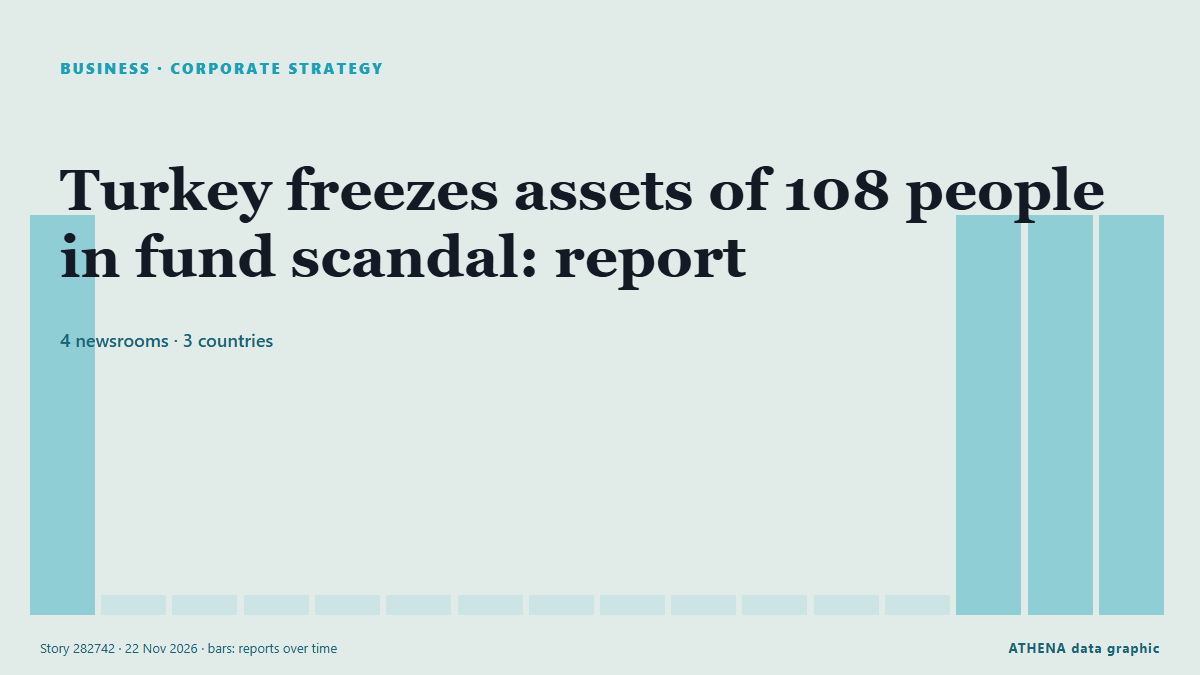 BUSINESS · CORPORATE STRATEGY
Turkey freezes assets of 108 people
in fund scandal: report
4 newsrooms · 3 countries
Story 282742 · 22 Nov 2026 · bars: reports over time
ATHENA data graphic